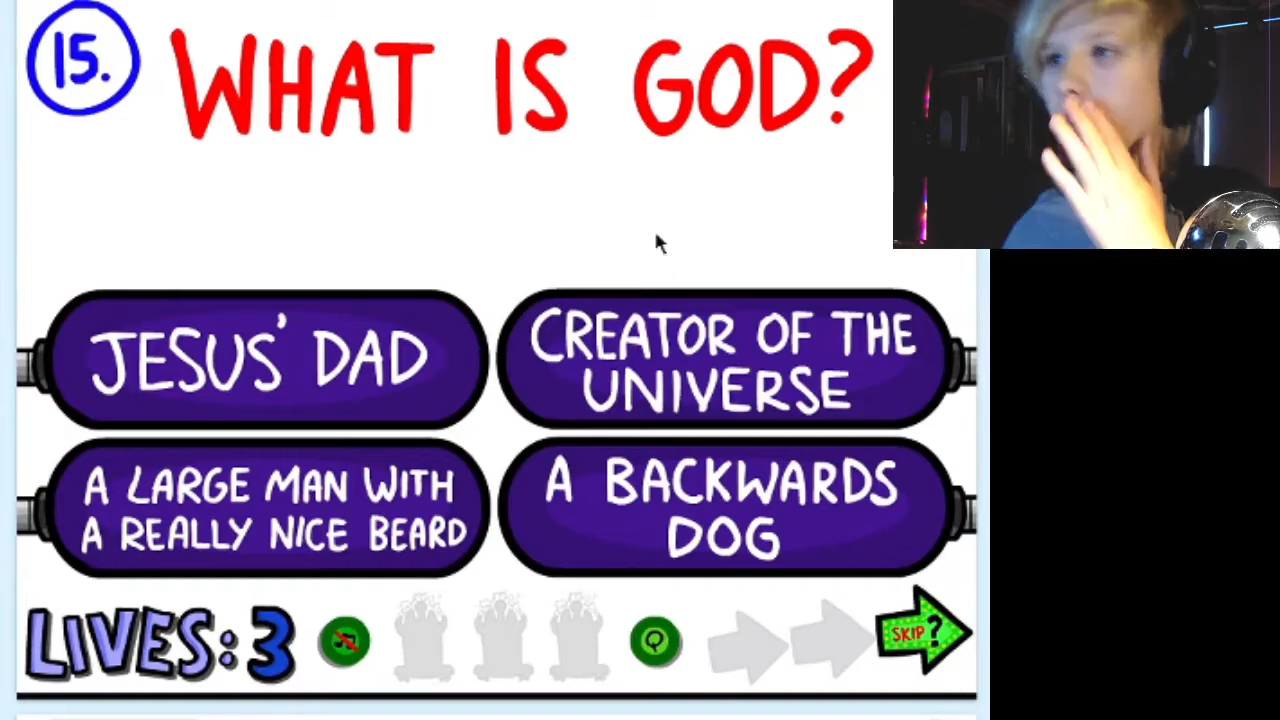 15. WHAT IS GOD?
JESUS' DAD
CREATOR OF THE
UNIVERSE
A LARGE MAN WITH
A REALLY NICE BEARD
A BACKWARDS
DOG
LIVES: 3
SKIP?